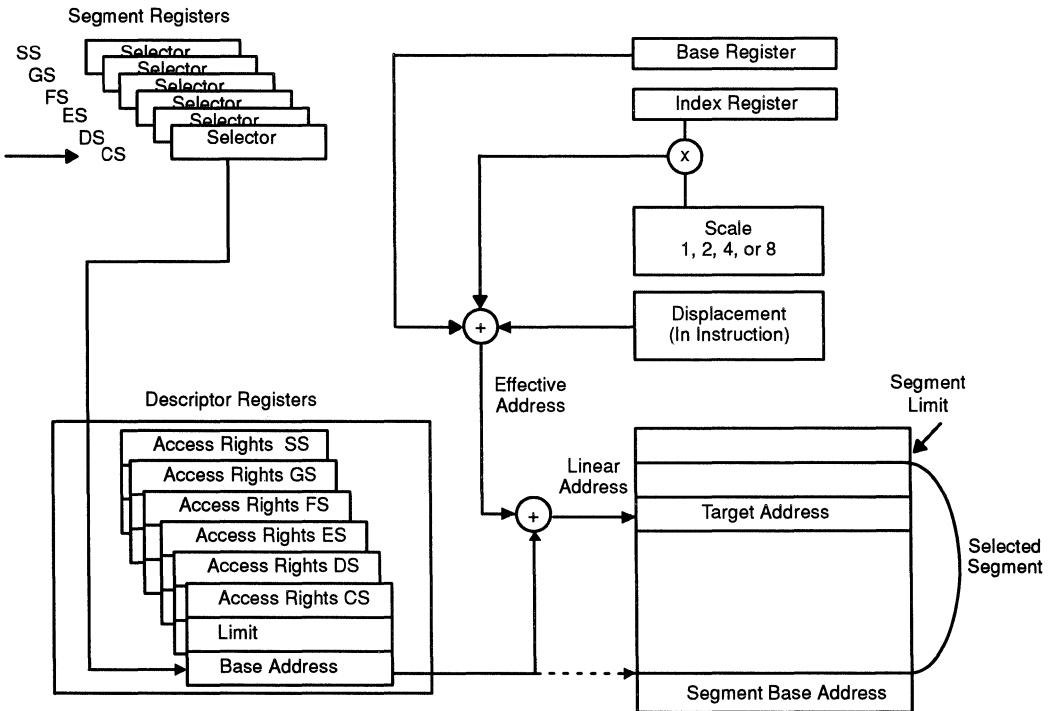 Segment Registers
SS
GS
FS
ES
DS
CS
Selector
Selector
Selector
Selector
Selector
Selector
Base Register
Index Register
x
Scale
1, 2, 4, or 8
+
Displacement
(In Instruction)
Effective
Address
Segment
Limit
Descriptor Registers
Access Rights SS
Access Rights GS
Access Rights FS
Access Rights ES
Access Rights DS
Access Rights CS
Limit
Base Address
Linear
Address
+
Target Address
Selected
Segment
Segment Base Address